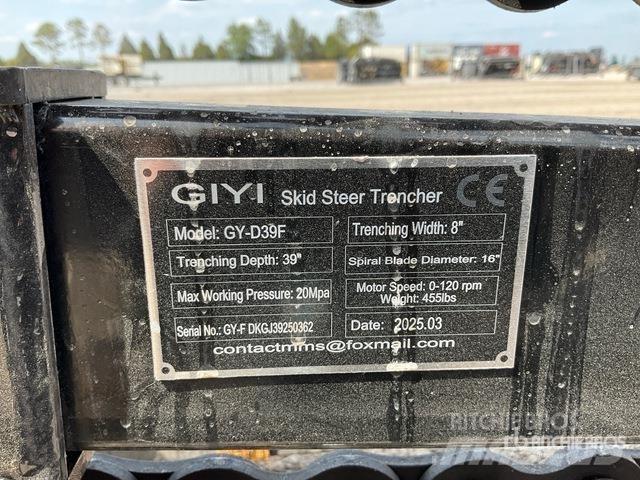 GIYI Skid Steer Trencher CE
Model: GY-D39F
Trenching Width: 8"
Trenching Depth: 39"
Spiral Blade Diameter: 16"
Max Working Pressure: 20Mpa
Motor Speed: 0-120 rpm
Weight: 455lbs
Serial No.: GY-F DKGJ39250362
Date: 2025.03
contactmms@foxmail.com
RITCHIE BROS